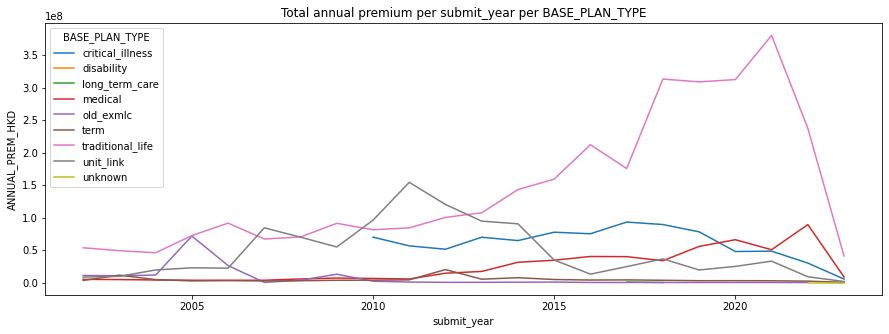 Total annual premium per submit_year per BASE_PLAN_TYPE
1e8
BASE_PLAN_TYPE
critical_illness
disability
long_term_care
medical
old_exmlc
term
traditional_life
unit_link
unknown
ANNUAL_PREM_HKD
3.5
3.0
2.5
2.0
1.5
1.0
0.5
0.0
2005
2010
2015
2020
submit_year